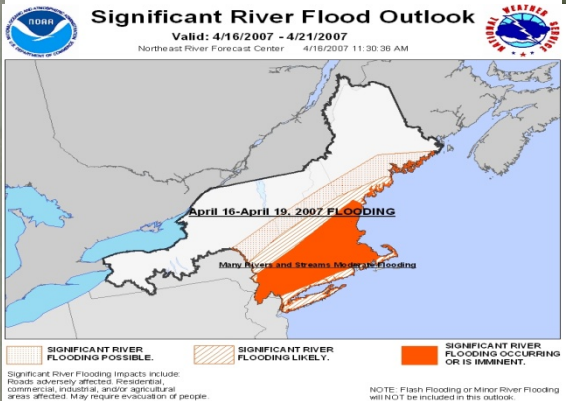 NOAA
Significant River Flood Outlook
Valid: 4/16/2007 - 4/21/2007
Northeast River Forecast Center 4/16/2007 11:30:36 AM
NATIONAL WEATHER SERVICE
April 16-April 19, 2007 FLOODING
Many Rivers and Streams Moderate Flooding
SIGNIFICANT RIVER
FLOODING POSSIBLE.
SIGNIFICANT RIVER
FLOODING LIKELY.
SIGNIFICANT RIVER
FLOODING OCCURRING
OR IS IMMINENT.
Significant River Flooding Impacts include:
Roads adversely affected. Residential,
commercial, industrial, and/or agricultural
areas affected. May require evacuation of people.
NOTE: Flash Flooding or Minor River Flooding
will NOT be included in this outlook.